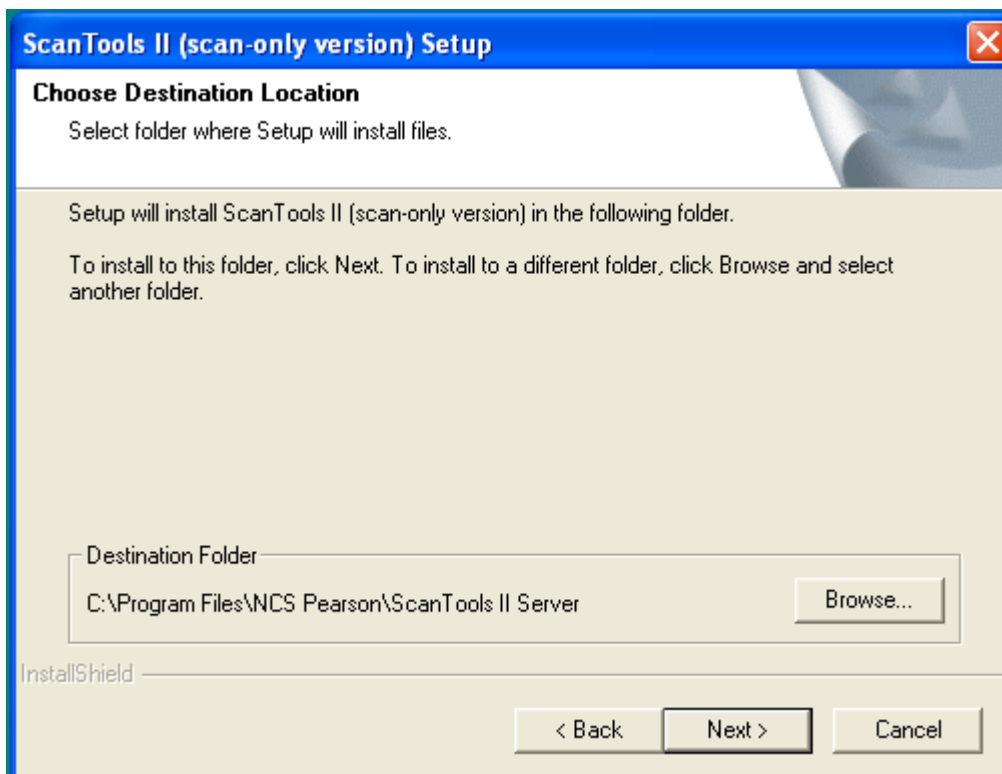 ScanTools II (scan-only version) Setup
Choose Destination Location
Select folder where Setup will install files.
Setup will install ScanTools II (scan-only version) in the following folder.
To install to this folder, click Next. To install to a different folder, click Browse and select
another folder.
Destination Folder
C:\Program Files\NCS Pearson\ScanTools II Server
Browse...
InstallShield
< Back
Next >
Cancel